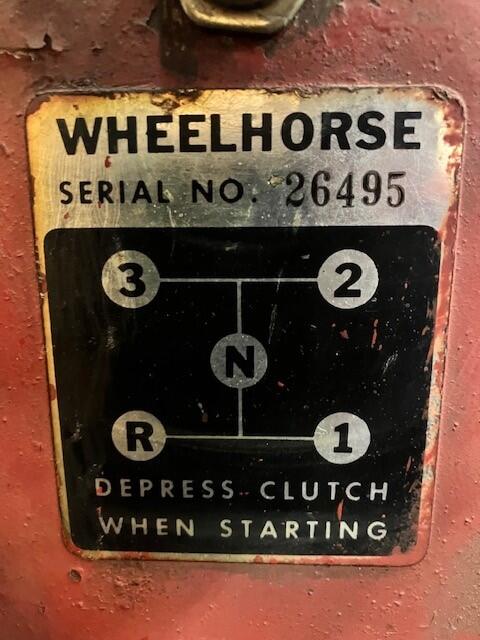 WHEELHORSE
SERIAL NO. 26495
3 2
N
R 1
DEPRESS CLUTCH
WHEN STARTING